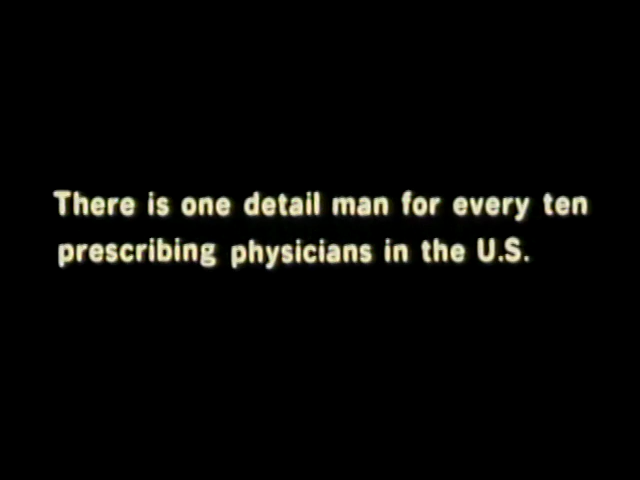 There is one detail man for every ten
prescribing physicians in the U.S.